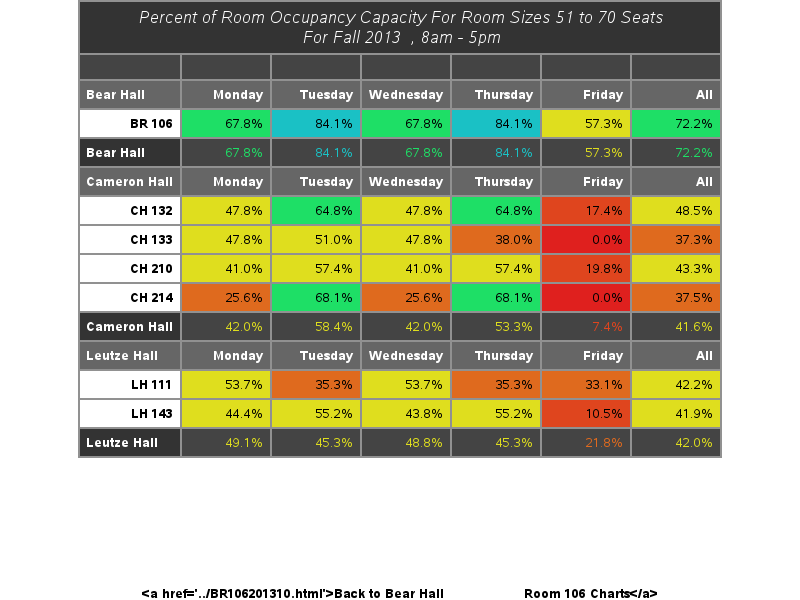 Percent of Room Occupancy Capacity For Room Sizes 51 to 70 Seats
For Fall 2013 , 8am - 5pm
Bear Hall Monday Tuesday Wednesday Thursday Friday All
BR 106 67.8% 84.1% 67.8% 84.1% 57.3% 72.2%
Bear Hall 67.8% 84.1% 67.8% 84.1% 57.3% 72.2%
Cameron Hall Monday Tuesday Wednesday Thursday Friday All
CH 132 47.8% 64.8% 47.8% 64.8% 17.4% 48.5%
CH 133 47.8% 51.0% 47.8% 38.0% 0.0% 37.3%
CH 210 41.0% 57.4% 41.0% 57.4% 19.8% 43.3%
CH 214 25.6% 68.1% 25.6% 68.1% 0.0% 37.5%
Cameron Hall 42.0% 58.4% 42.0% 53.3% 7.4% 41.6%
Leutze Hall Monday Tuesday Wednesday Thursday Friday All
LH 111 53.7% 35.3% 53.7% 35.3% 33.1% 42.2%
LH 143 44.4% 55.2% 43.8% 55.2% 10.5% 41.9%
Leutze Hall 49.1% 45.3% 48.8% 45.3% 21.8% 42.0%
<a href='../BR106201310.html'>Back to Bear Hall Room 106 Charts</a>